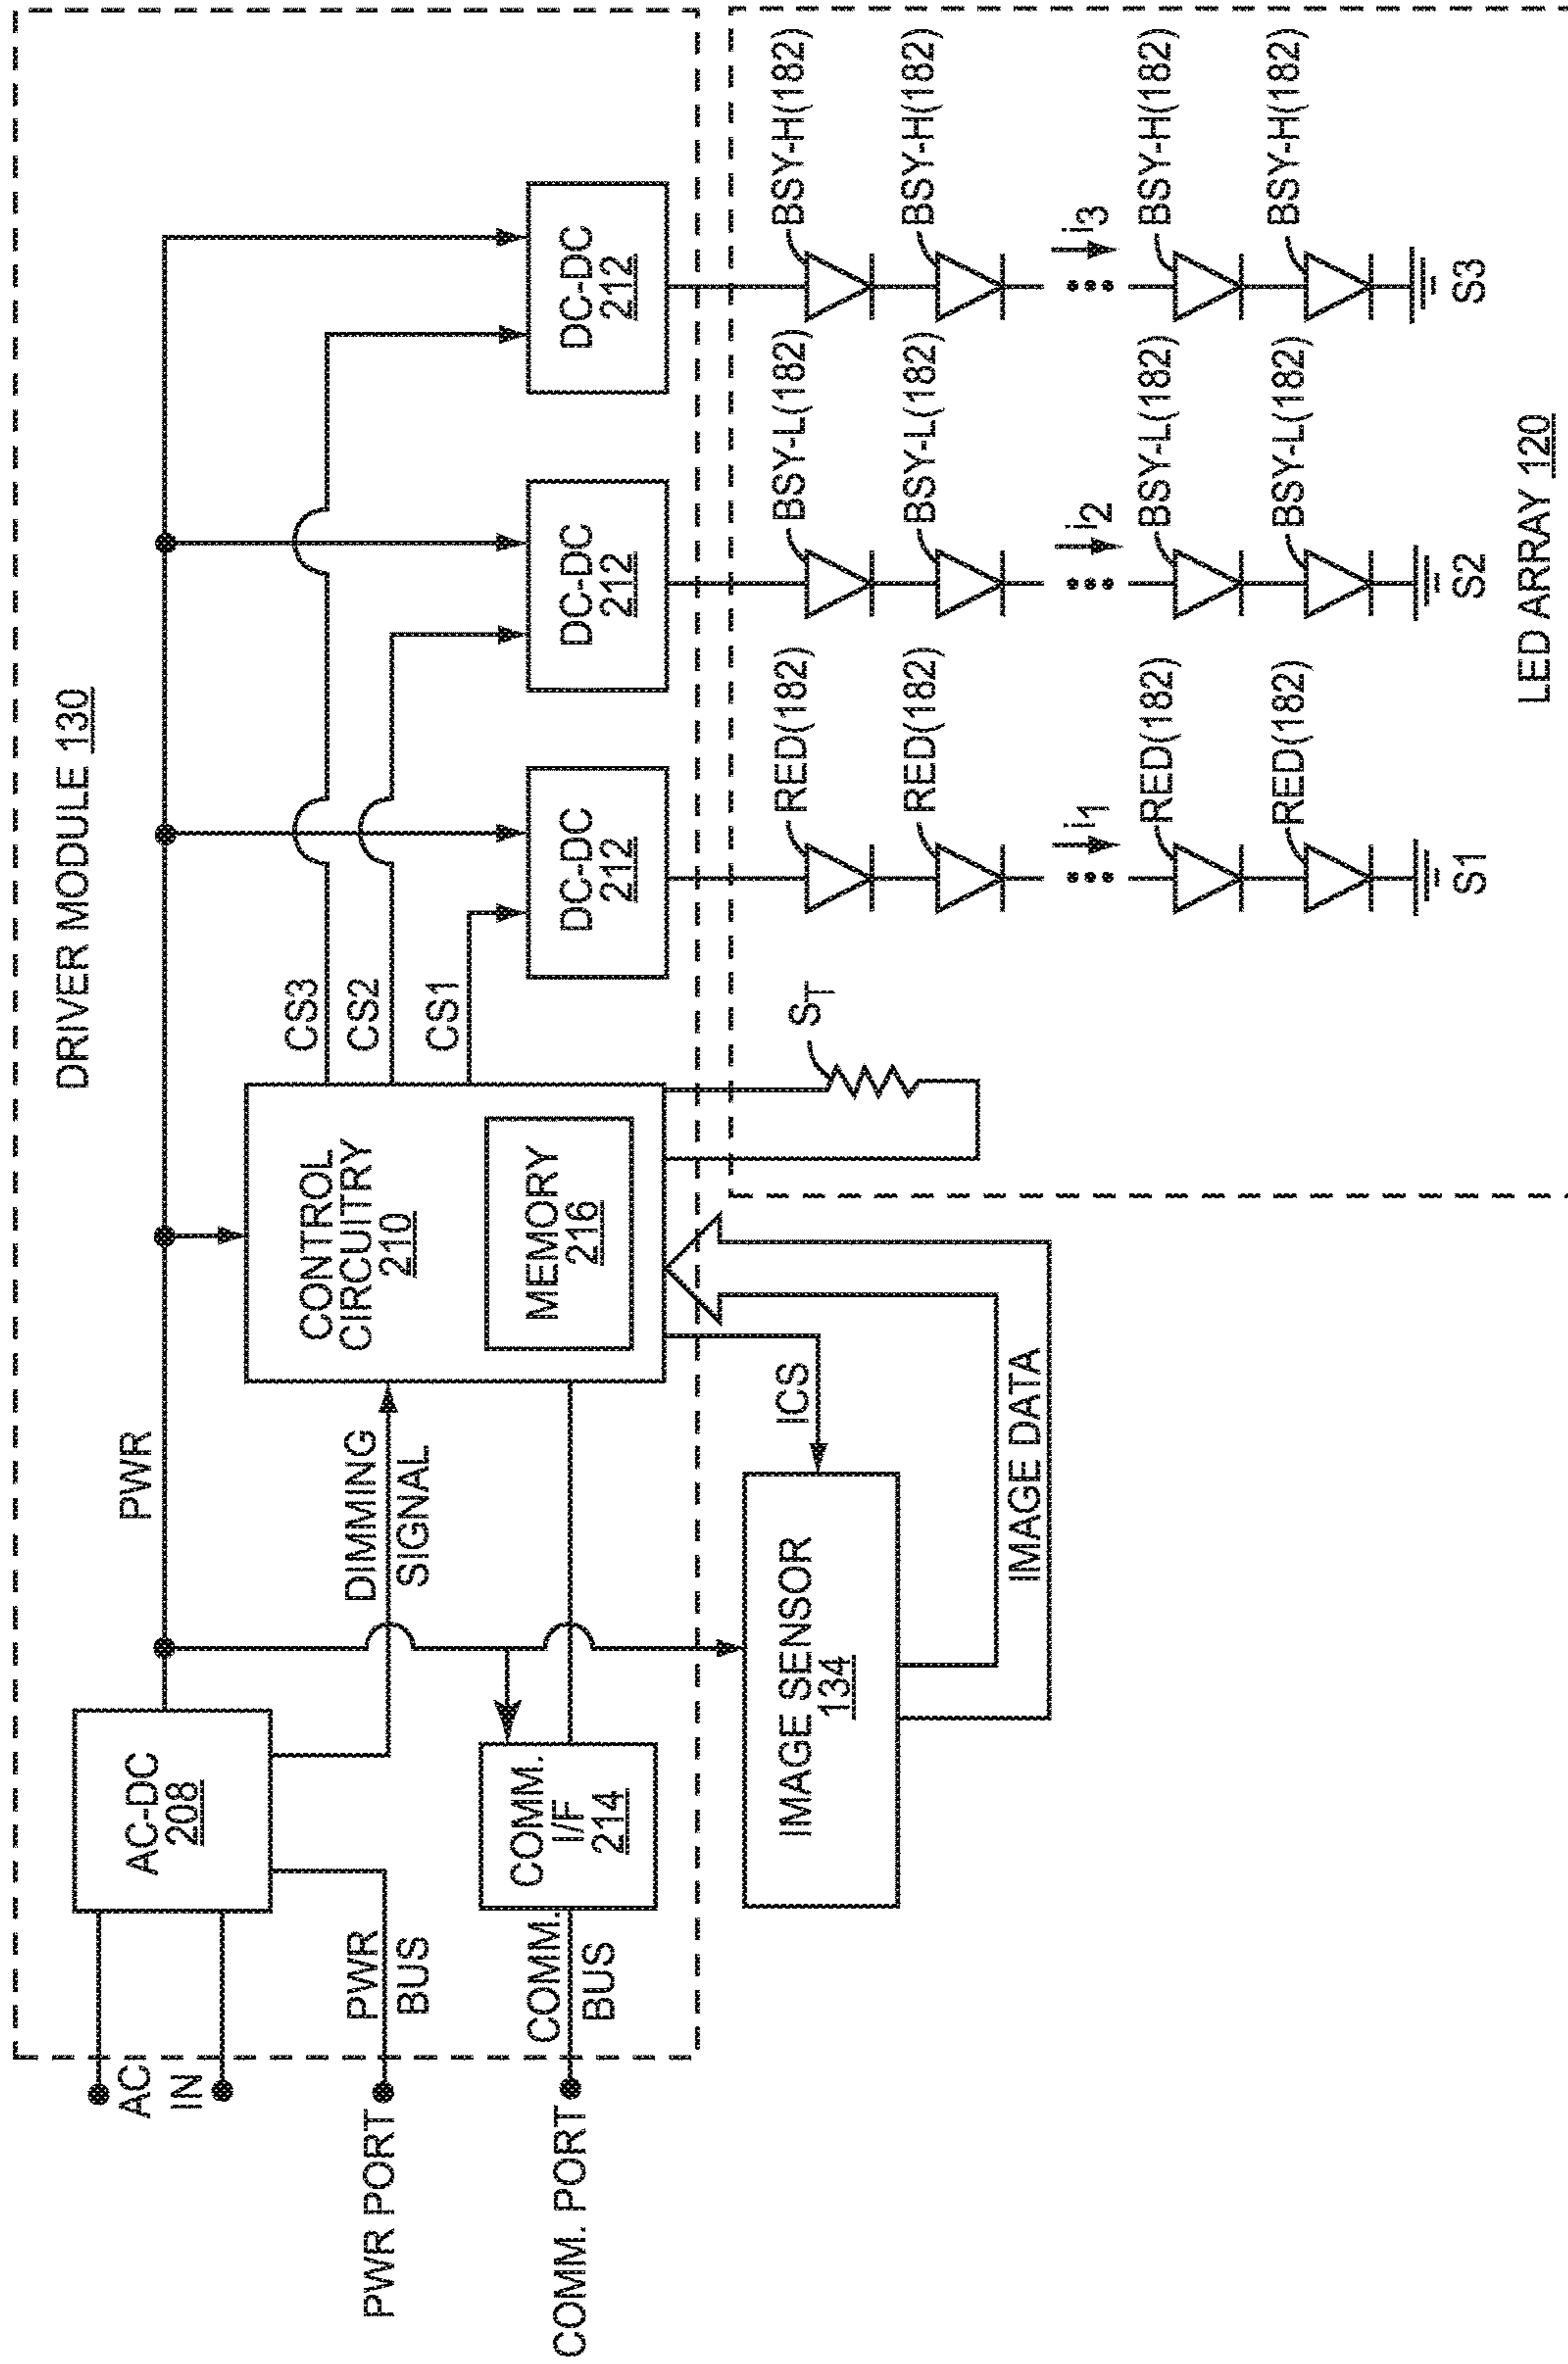 DRIVER MODULE 130
AC
IN
AC-DC
208
PWR
PWR PORT
PWR
BUS
DIMMING
SIGNAL
CONTROL
CIRCUITRY
210
MEMORY
216
CS3
CS2
CS1
DC-DC
212
DC-DC
212
DC-DC
212
COMM. PORT
COMM.
BUS
COMM.
I/F
214
IMAGE SENSOR
134
ICS
IMAGE DATA
ST
RED(182)
BSY-L(182)
BSY-H(182)
RED(182)
BSY-L(182)
BSY-H(182)
i1
i2
i3
RED(182)
BSY-L(182)
BSY-H(182)
RED(182)
BSY-L(182)
BSY-H(182)
S1
S2
S3
LED ARRAY 120